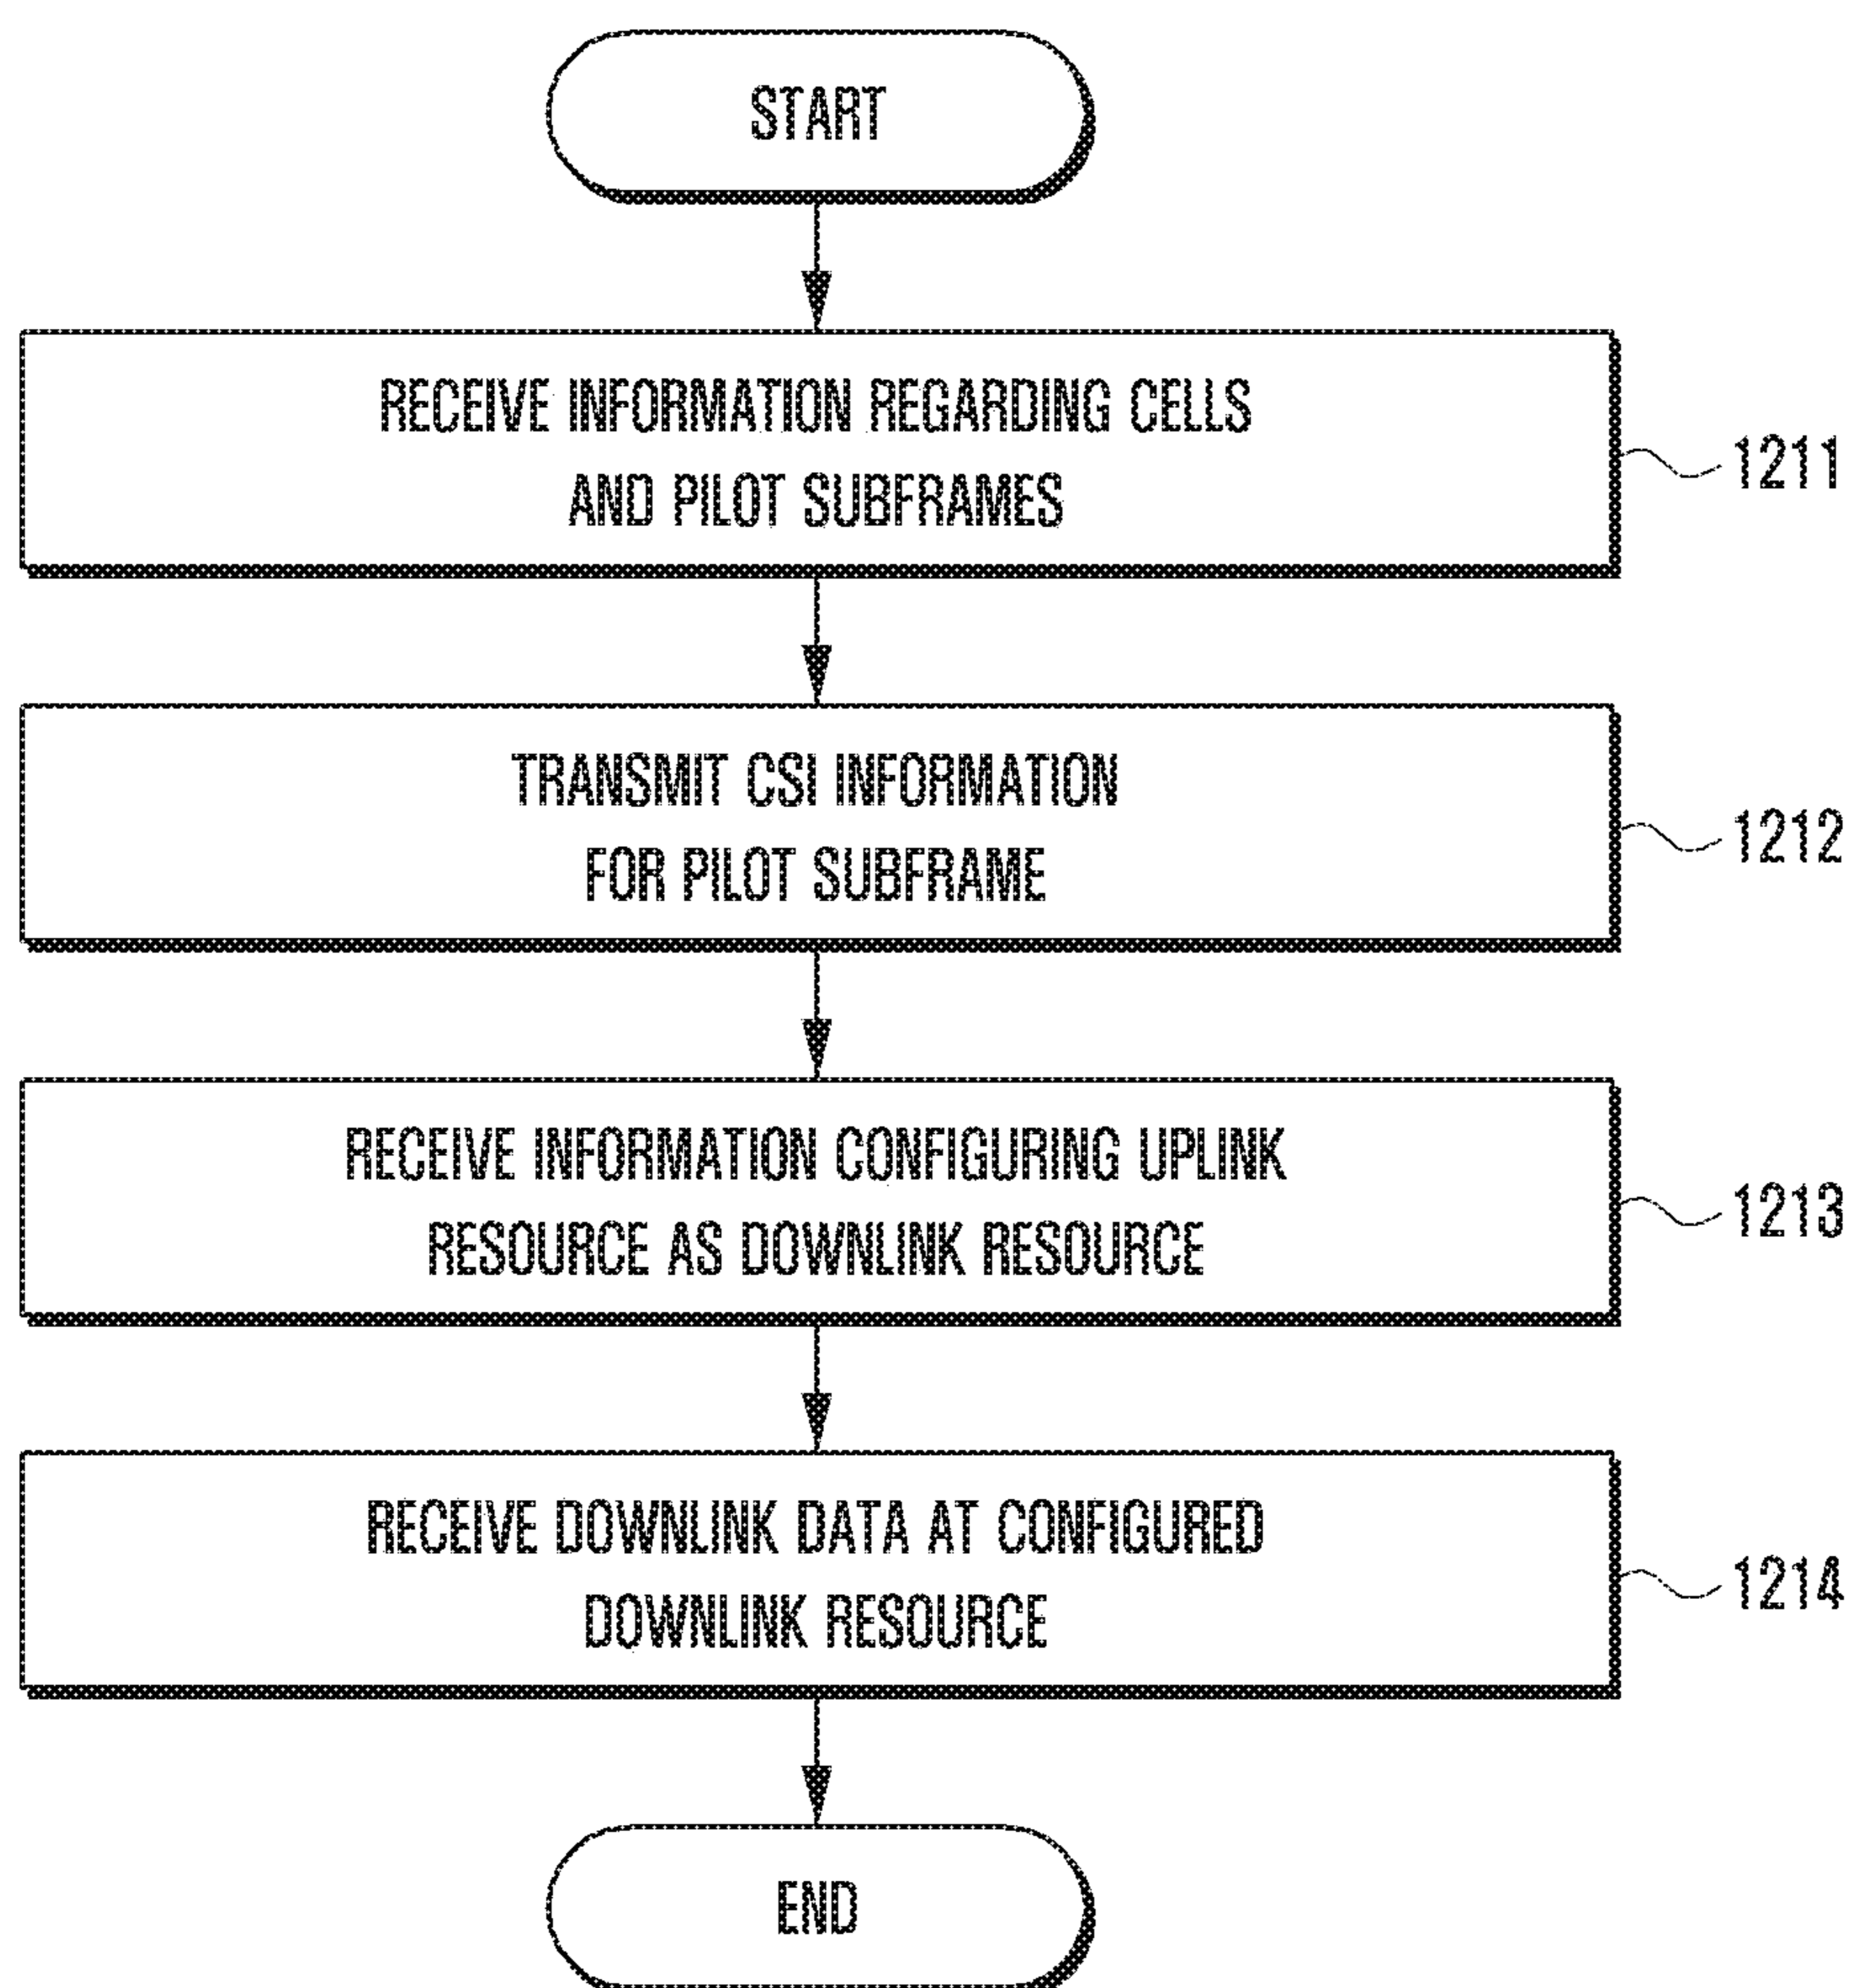 START
RECEIVE INFORMATION REGARDING CELLS
AND PILOT SUBFRAMES
1211
TRANSMIT CSI INFORMATION
FOR PILOT SUBFRAME
1212
RECEIVE INFORMATION CONFIGURING UPLINK
RESOURCE AS DOWNLINK RESOURCE
1213
RECEIVE DOWNLINK DATA AT CONFIGURED
DOWNLINK RESOURCE
1214
END